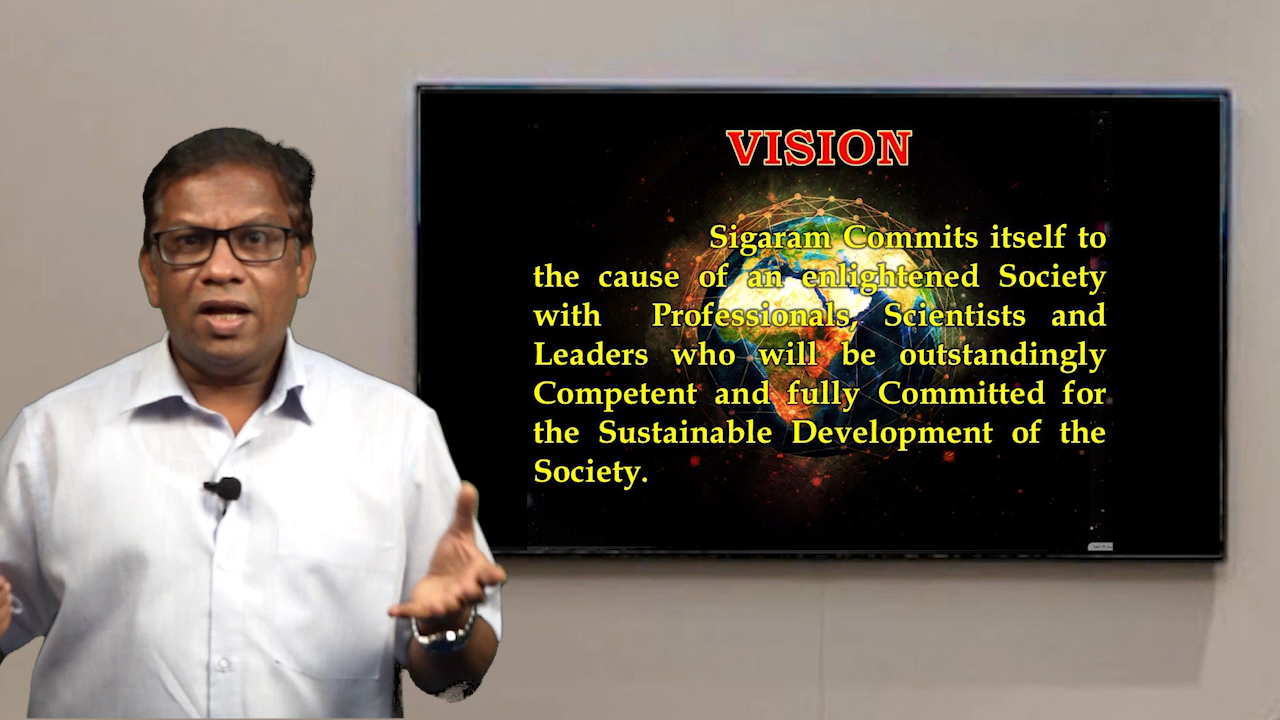 VISION
Sigaram Commits itself to
the cause of an enlightened Society
with Professionals, Scientists and
Leaders who will be outstandingly
Competent and fully Committed for
the Sustainable Development of the
Society.